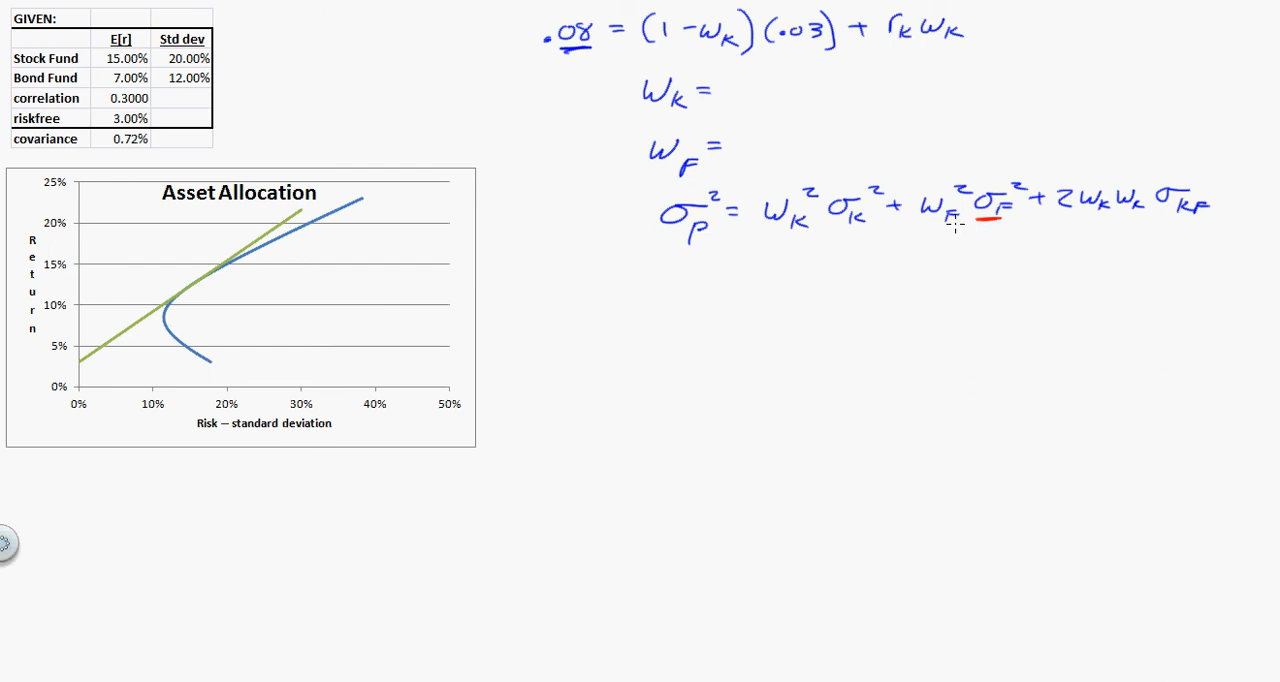 GIVEN:
E[r] Std dev
Stock Fund 15.00% 20.00%
Bond Fund 7.00% 12.00%
correlation 0.3000
riskfree 3.00%
covariance 0.72%
Asset Allocation
25%
20%
15%
10%
5%
0%
Return
0% 10% 20% 30% 40% 50%
Risk – standard deviation
.08 = (1 - w_K)(.03) + r_K w_K
w_K =
w_F =
σ_P² = w_K² σ_K² + w_F² σ_F² + 2 w_K w_K σ_KF